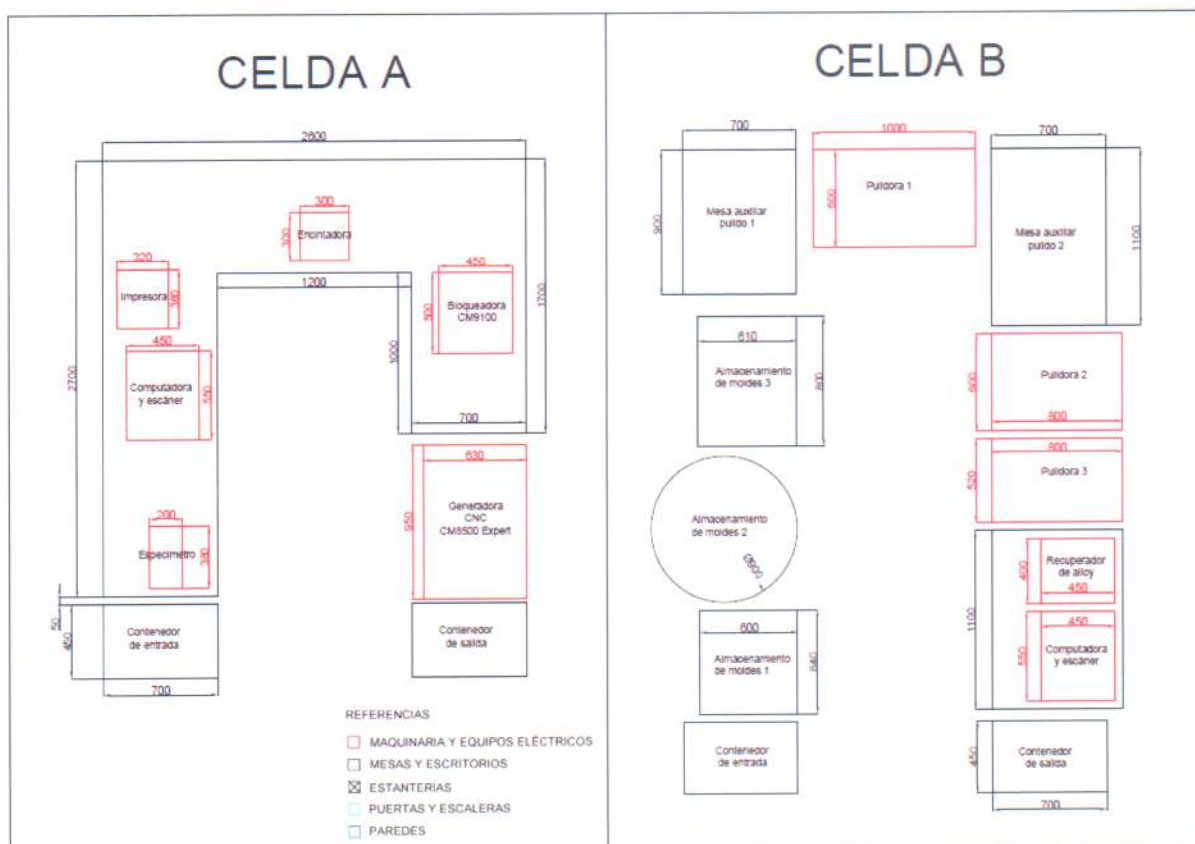 CELDA A
2600
300
300
Encintadora
320
Impresora
380
1200
450
500
Bloqueadora
CM9100
1700
2700
450
Computadora
y escáner
550
1000
700
630
950
Generadora
CNC
CM8500 Expert
200
Especímetro
380
50
450
Contenedor
de entrada
700
Contenedor
de salida
REFERENCIAS
MAQUINARIA Y EQUIPOS ELÉCTRICOS
MESAS Y ESCRITORIOS
ESTANTERÍAS
PUERTAS Y ESCALERAS
PAREDES
CELDA B
700
1000
700
900
Mesa auxiliar
pulido 1
600
Pulidora 1
Mesa auxiliar
pulido 2
1100
610
Almacenamiento
de moldes 3
800
600
Pulidora 2
800
800
520
Pulidora 3
Almacenamiento
de moldes 2
Ø900
1100
400
Recuperador
de alloy
450
450
550
Computadora
y escáner
600
Almacenamiento
de moldes 1
640
Contenedor
de entrada
450
Contenedor
de salida
700